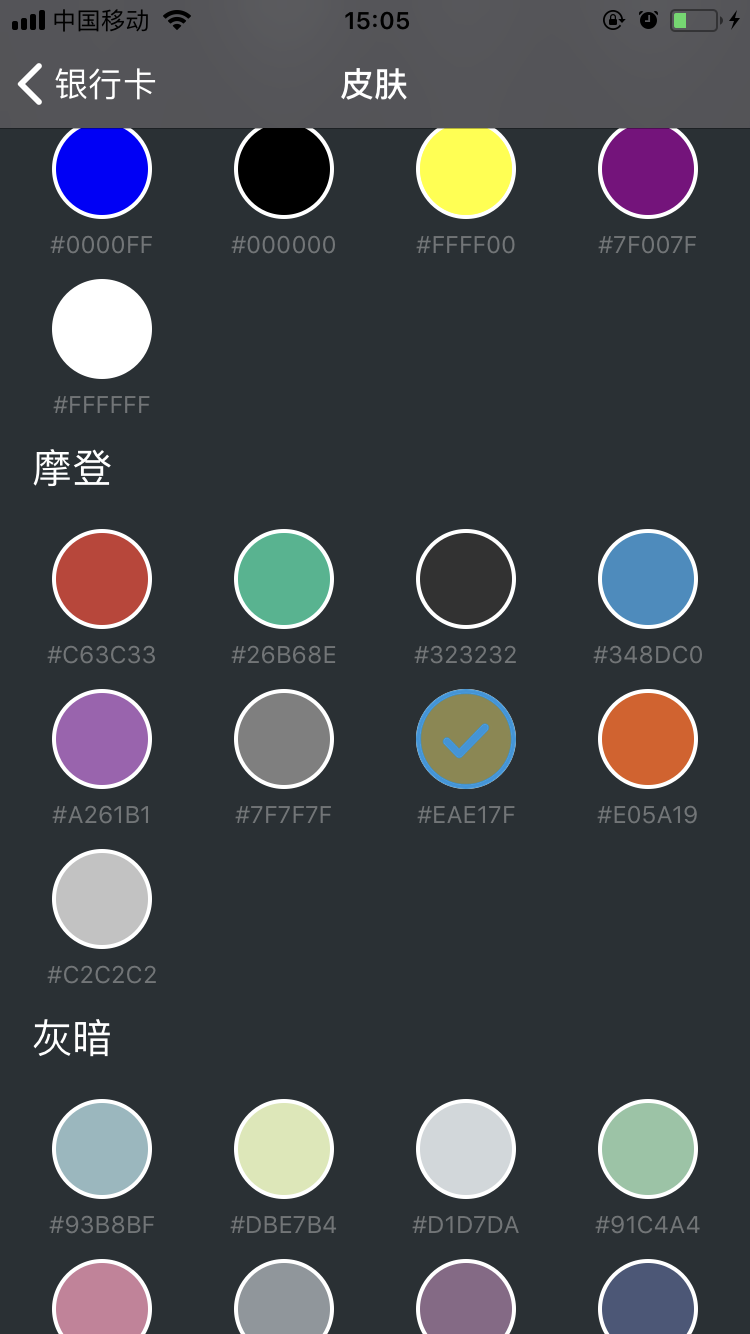 中国移动 15:05
银行卡 皮肤
#0000FF #000000 #FFFF00 #7F007F
#FFFFFF
摩登
#C63C33 #26B68E #323232 #348DC0
#A261B1 #7F7F7F #EAE17F #E05A19
#C2C2C2
灰暗
#93B8BF #DBE7B4 #D1D7DA #91C4A4